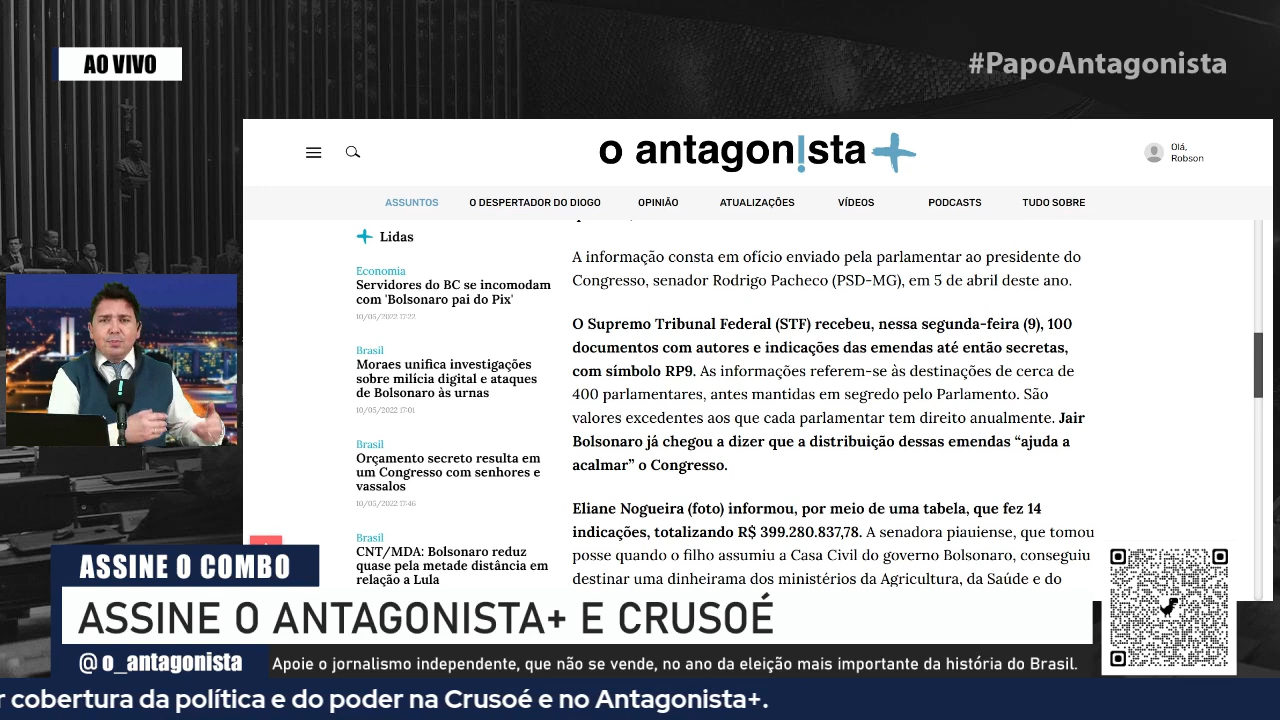 AO VIVO
#PapoAntagonista
o antagon!sta
Olá,
Robson
ASSUNTOS
O DESPERTADOR DO DIOGO
OPINIÃO
ATUALIZAÇÕES
VÍDEOS
PODCASTS
TUDO SOBRE
Lidas
Economia
Servidores do BC se incomodam
com 'Bolsonaro pai do Pix'
10/05/2022 17:22
Brasil
Moraes unifica investigações
sobre milícia digital e ataques
de Bolsonaro às urnas
10/05/2022 17:01
Brasil
Orçamento secreto resulta em
um Congresso com senhores e
vassalos
10/05/2022 17:46
Brasil
CNT/MDA: Bolsonaro reduz
quase pela metade distância em
relação a Lula
A informação consta em ofício enviado pela parlamentar ao presidente do
Congresso, senador Rodrigo Pacheco (PSD-MG), em 5 de abril deste ano.
O Supremo Tribunal Federal (STF) recebeu, nessa segunda-feira (9), 100
documentos com autores e indicações das emendas até então secretas,
com símbolo RP9. As informações referem-se às destinações de cerca de
400 parlamentares, antes mantidas em segredo pelo Parlamento. São
valores excedentes aos que cada parlamentar tem direito anualmente. Jair
Bolsonaro já chegou a dizer que a distribuição dessas emendas “ajuda a
acalmar” o Congresso.
Eliane Nogueira (foto) informou, por meio de uma tabela, que fez 14
indicações, totalizando R$ 399.280.837,78. A senadora piauiense, que tomou
posse quando o filho assumiu a Casa Civil do governo Bolsonaro, conseguiu
destinar uma dinheirama dos ministérios da Agricultura, da Saúde e do
ASSINE O COMBO
ASSINE O ANTAGONISTA+ E CRUSOÉ
@o_antagonista
Apoie o jornalismo independente, que não se vende, no ano da eleição mais importante da história do Brasil.
r cobertura da política e do poder na Crusoé e no Antagonista+.